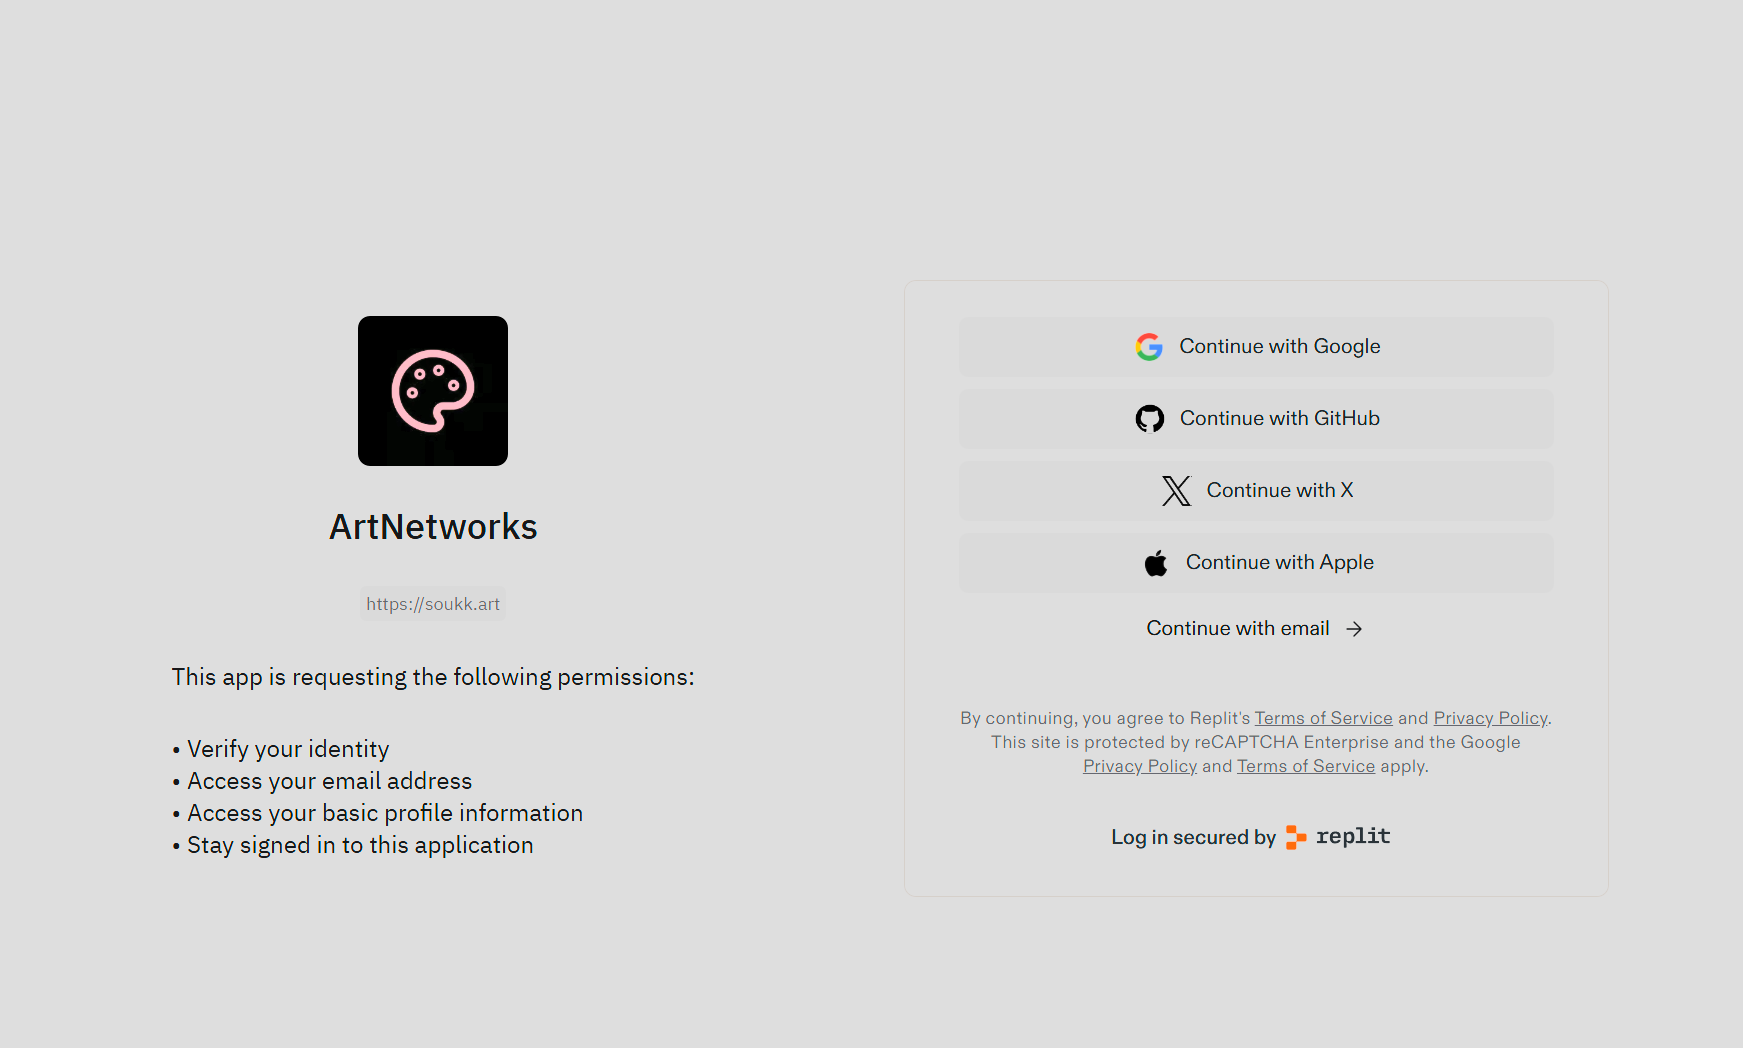 ArtNetworks
https://soukk.art
This app is requesting the following permissions:
• Verify your identity
• Access your email address
• Access your basic profile information
• Stay signed in to this application
Continue with Google
Continue with GitHub
Continue with X
Continue with Apple
Continue with email →
By continuing, you agree to Replit's Terms of Service and Privacy Policy.
This site is protected by reCAPTCHA Enterprise and the Google
Privacy Policy and Terms of Service apply.
Log in secured by replit